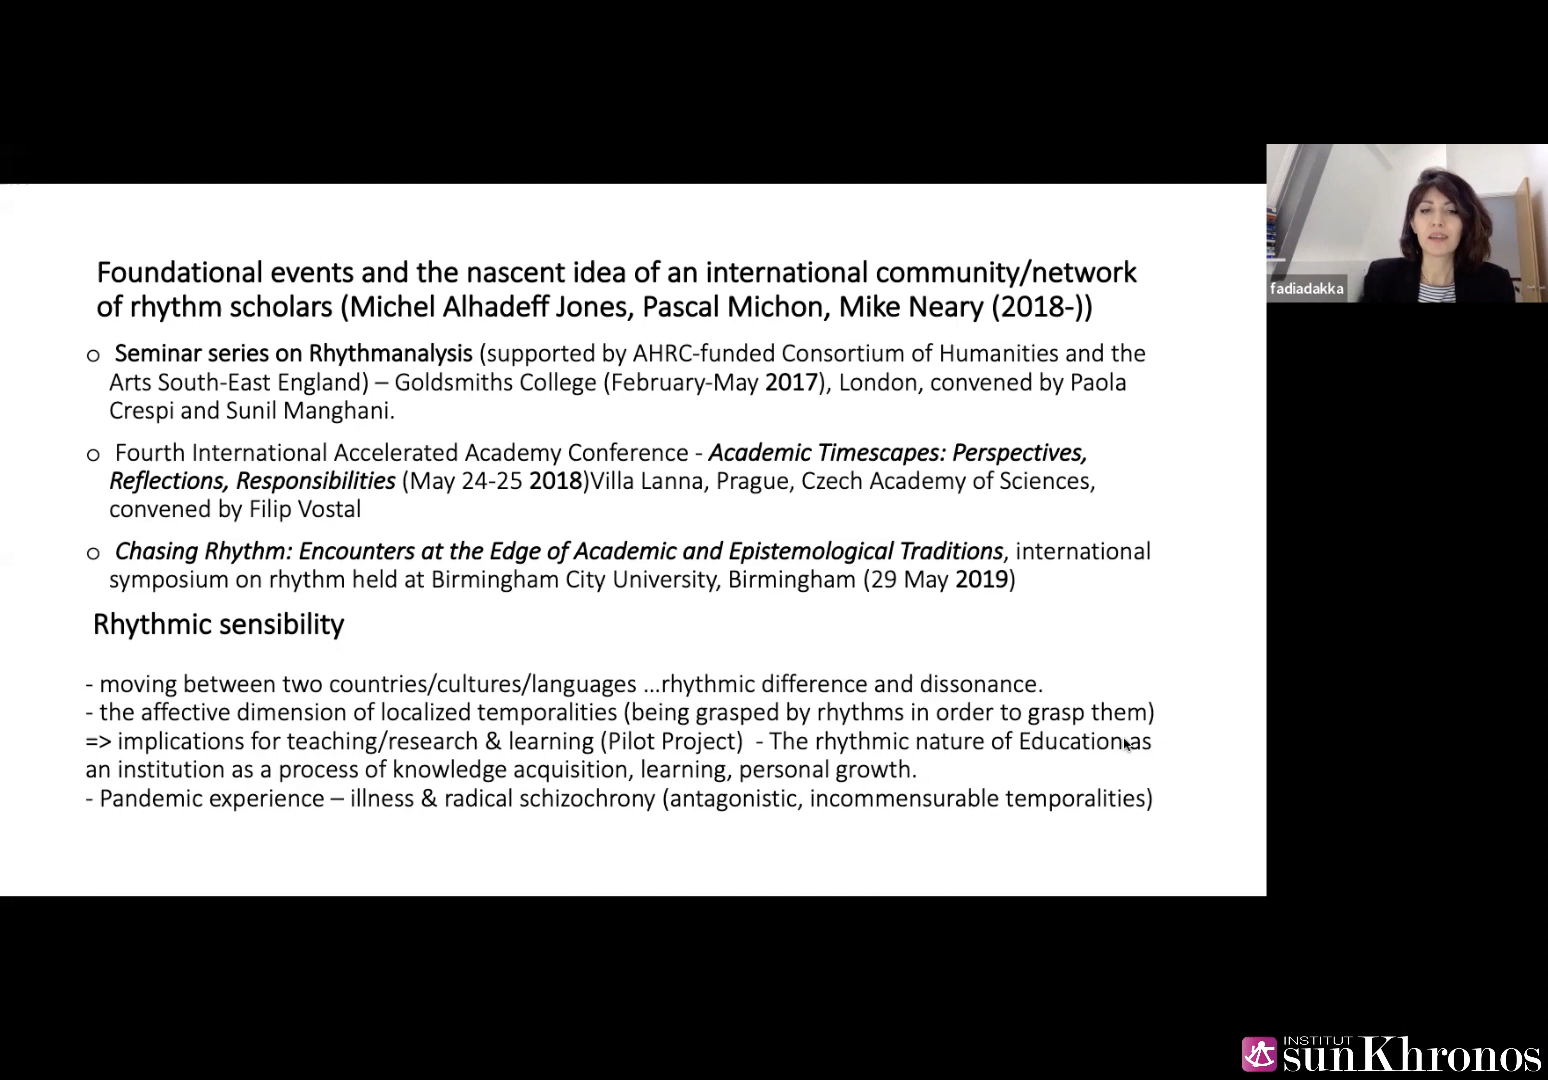 Foundational events and the nascent idea of an international community/network
of rhythm scholars (Michel Alhadeff Jones, Pascal Michon, Mike Neary (2018-))
o Seminar series on Rhythmanalysis (supported by AHRC-funded Consortium of Humanities and the
Arts South-East England) – Goldsmiths College (February-May 2017), London, convened by Paola
Crespi and Sunil Manghani.
o Fourth International Accelerated Academy Conference - Academic Timescapes: Perspectives,
Reflections, Responsibilities (May 24-25 2018)Villa Lanna, Prague, Czech Academy of Sciences,
convened by Filip Vostal
o Chasing Rhythm: Encounters at the Edge of Academic and Epistemological Traditions, international
symposium on rhythm held at Birmingham City University, Birmingham (29 May 2019)
Rhythmic sensibility
- moving between two countries/cultures/languages ...rhythmic difference and dissonance.
- the affective dimension of localized temporalities (being grasped by rhythms in order to grasp them)
=> implications for teaching/research & learning (Pilot Project) - The rhythmic nature of Education as
an institution as a process of knowledge acquisition, learning, personal growth.
- Pandemic experience – illness & radical schizochrony (antagonistic, incommensurable temporalities)
fadiadakka
INSTITUT
sunKhronos